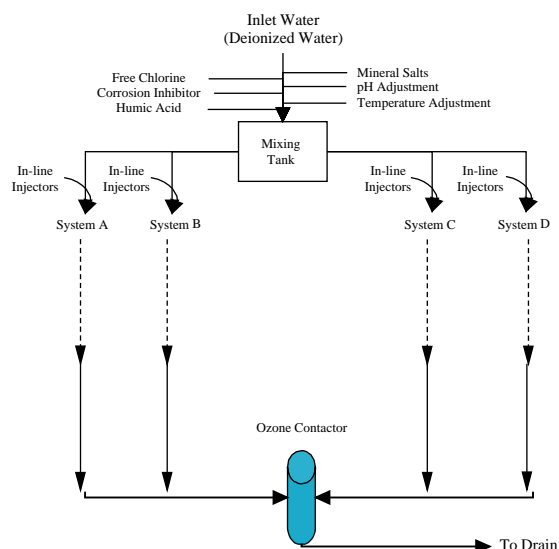 Inlet Water
(Deionized Water)
Free Chlorine
Corrosion Inhibitor
Humic Acid
Mineral Salts
pH Adjustment
Temperature Adjustment
Mixing
Tank
In-line
Injectors
In-line
Injectors
In-line
Injectors
In-line
Injectors
System A
System B
System C
System D
Ozone Contactor
To Drain